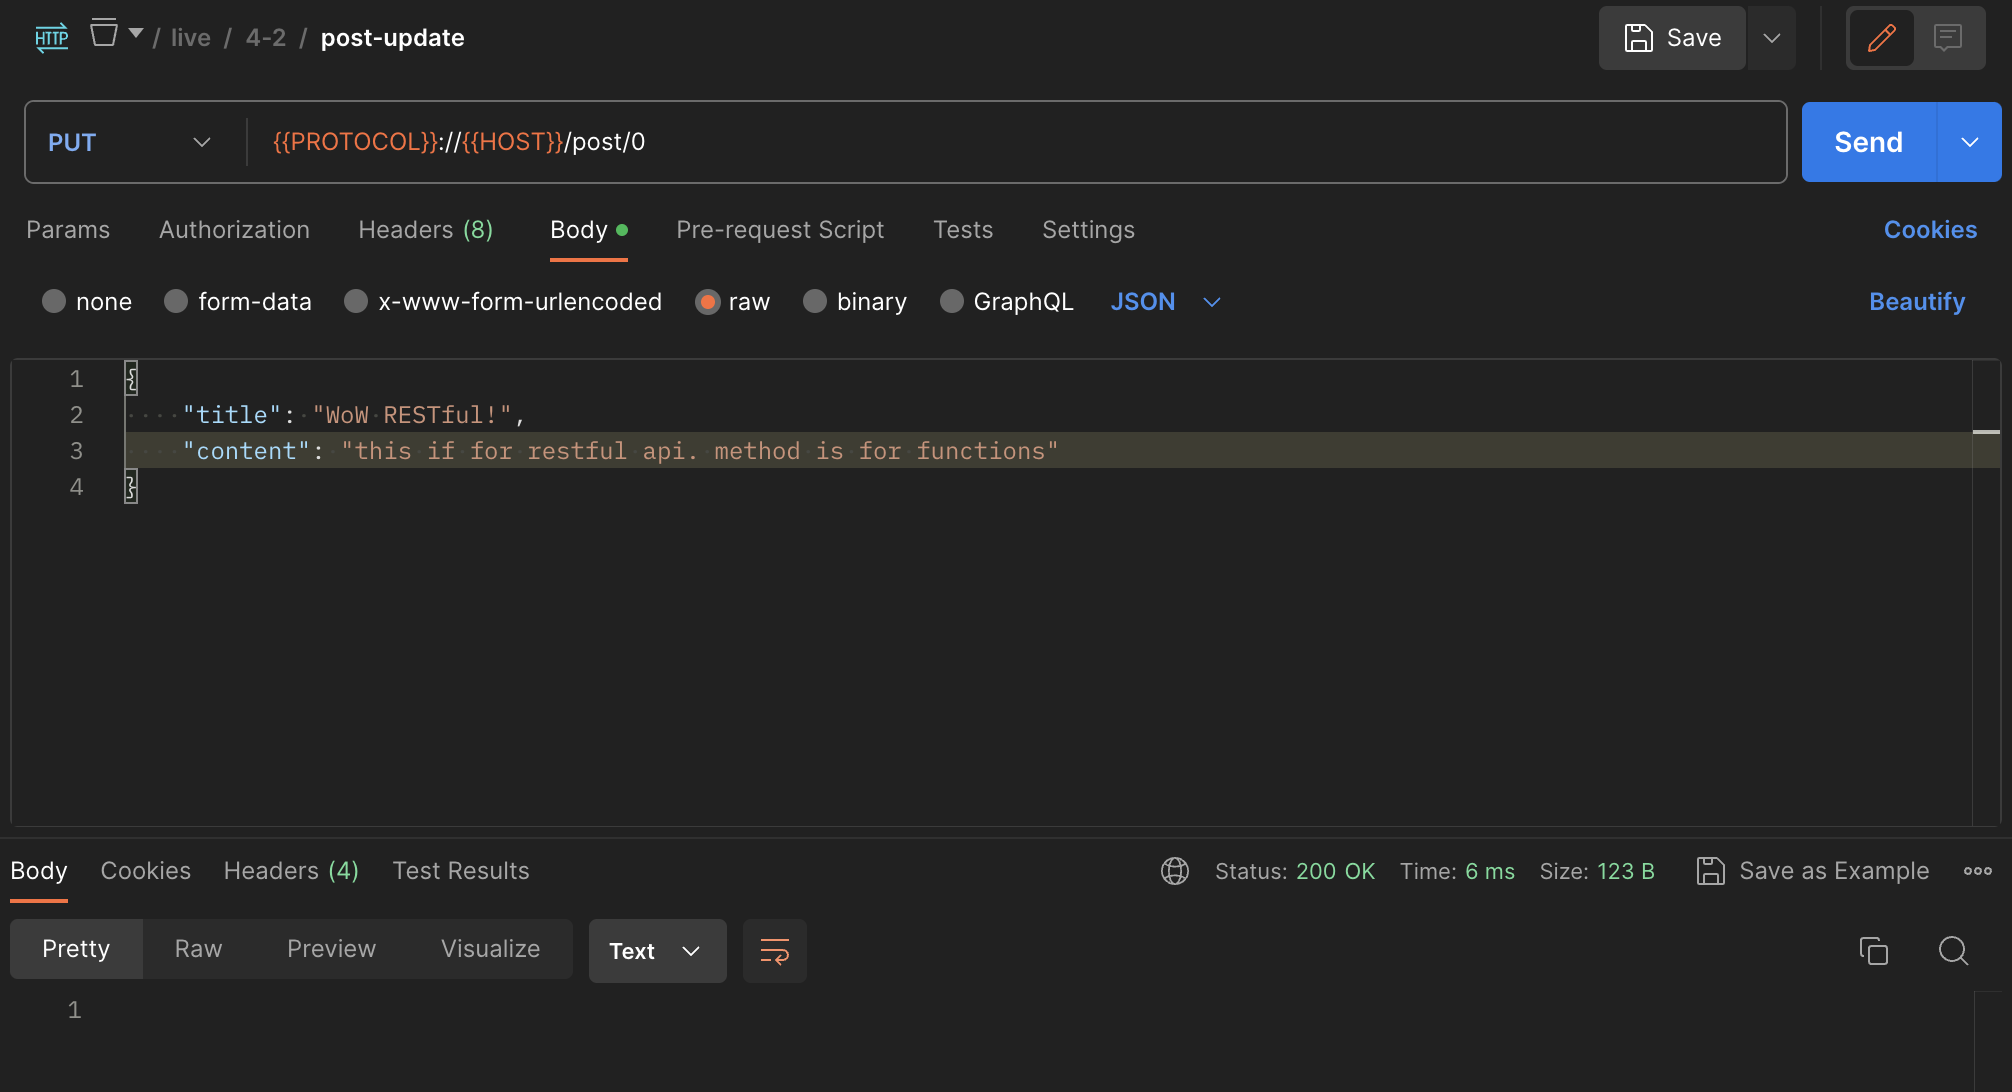 HTTP / live / 4-2 / post-update Save
PUT {{PROTOCOL}}://{{HOST}}/post/0 Send
Params Authorization Headers (8) Body Pre-request Script Tests Settings Cookies
none form-data x-www-form-urlencoded raw binary GraphQL JSON Beautify
1 {
2 "title": "WoW RESTful!",
3 "content": "this if for restful api. method is for functions"
4 }
Body Cookies Headers (4) Test Results Status: 200 OK Time: 6 ms Size: 123 B Save as Example
Pretty Raw Preview Visualize Text
1